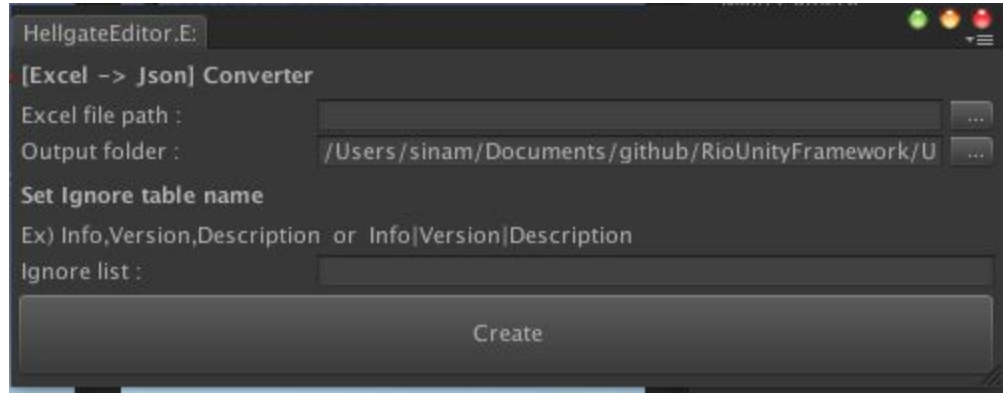 HellgateEditor.E:
[Excel -> Json] Converter
Excel file path :
...
Output folder : /Users/sinam/Documents/github/RioUnityFramework/U
...
Set Ignore table name
Ex) Info,Version,Description or Info|Version|Description
Ignore list :
Create